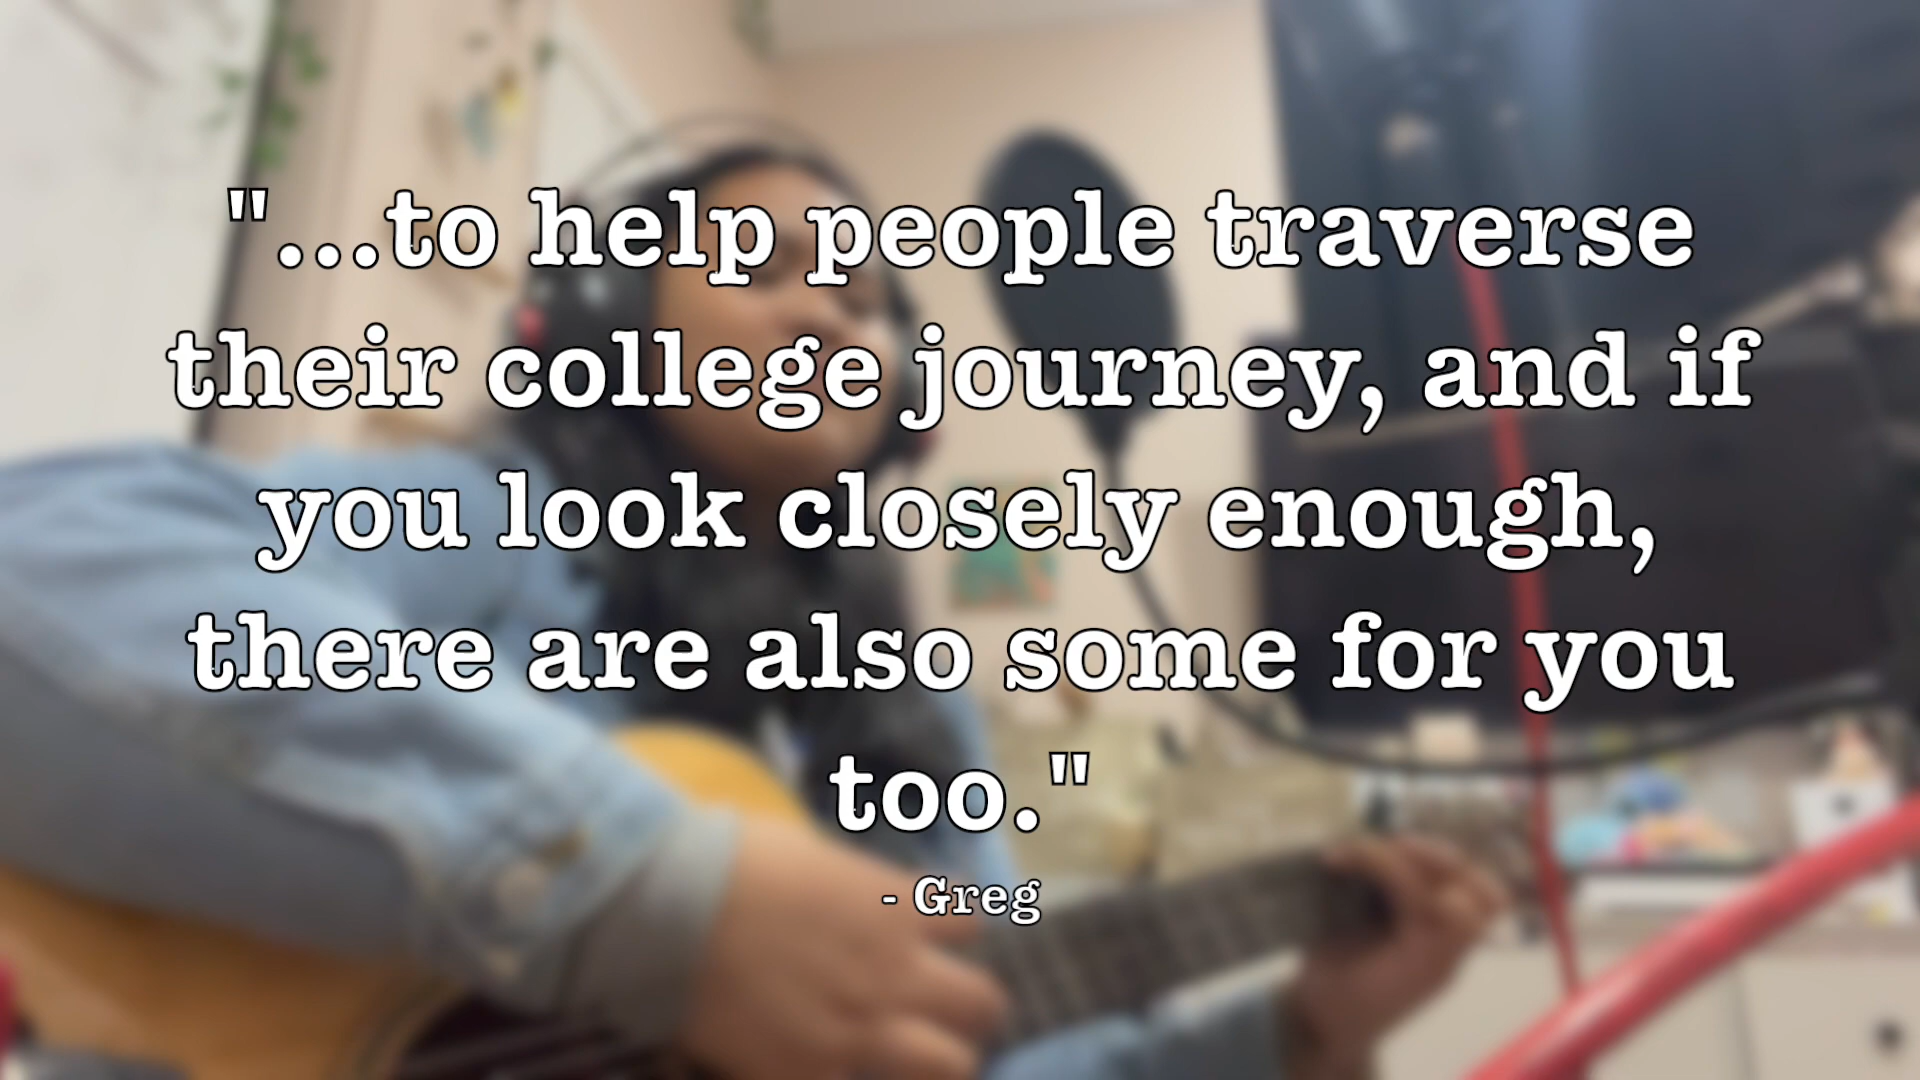 "...to help people traverse
their college journey, and if
you look closely enough,
there are also some for you
too."
- Greg